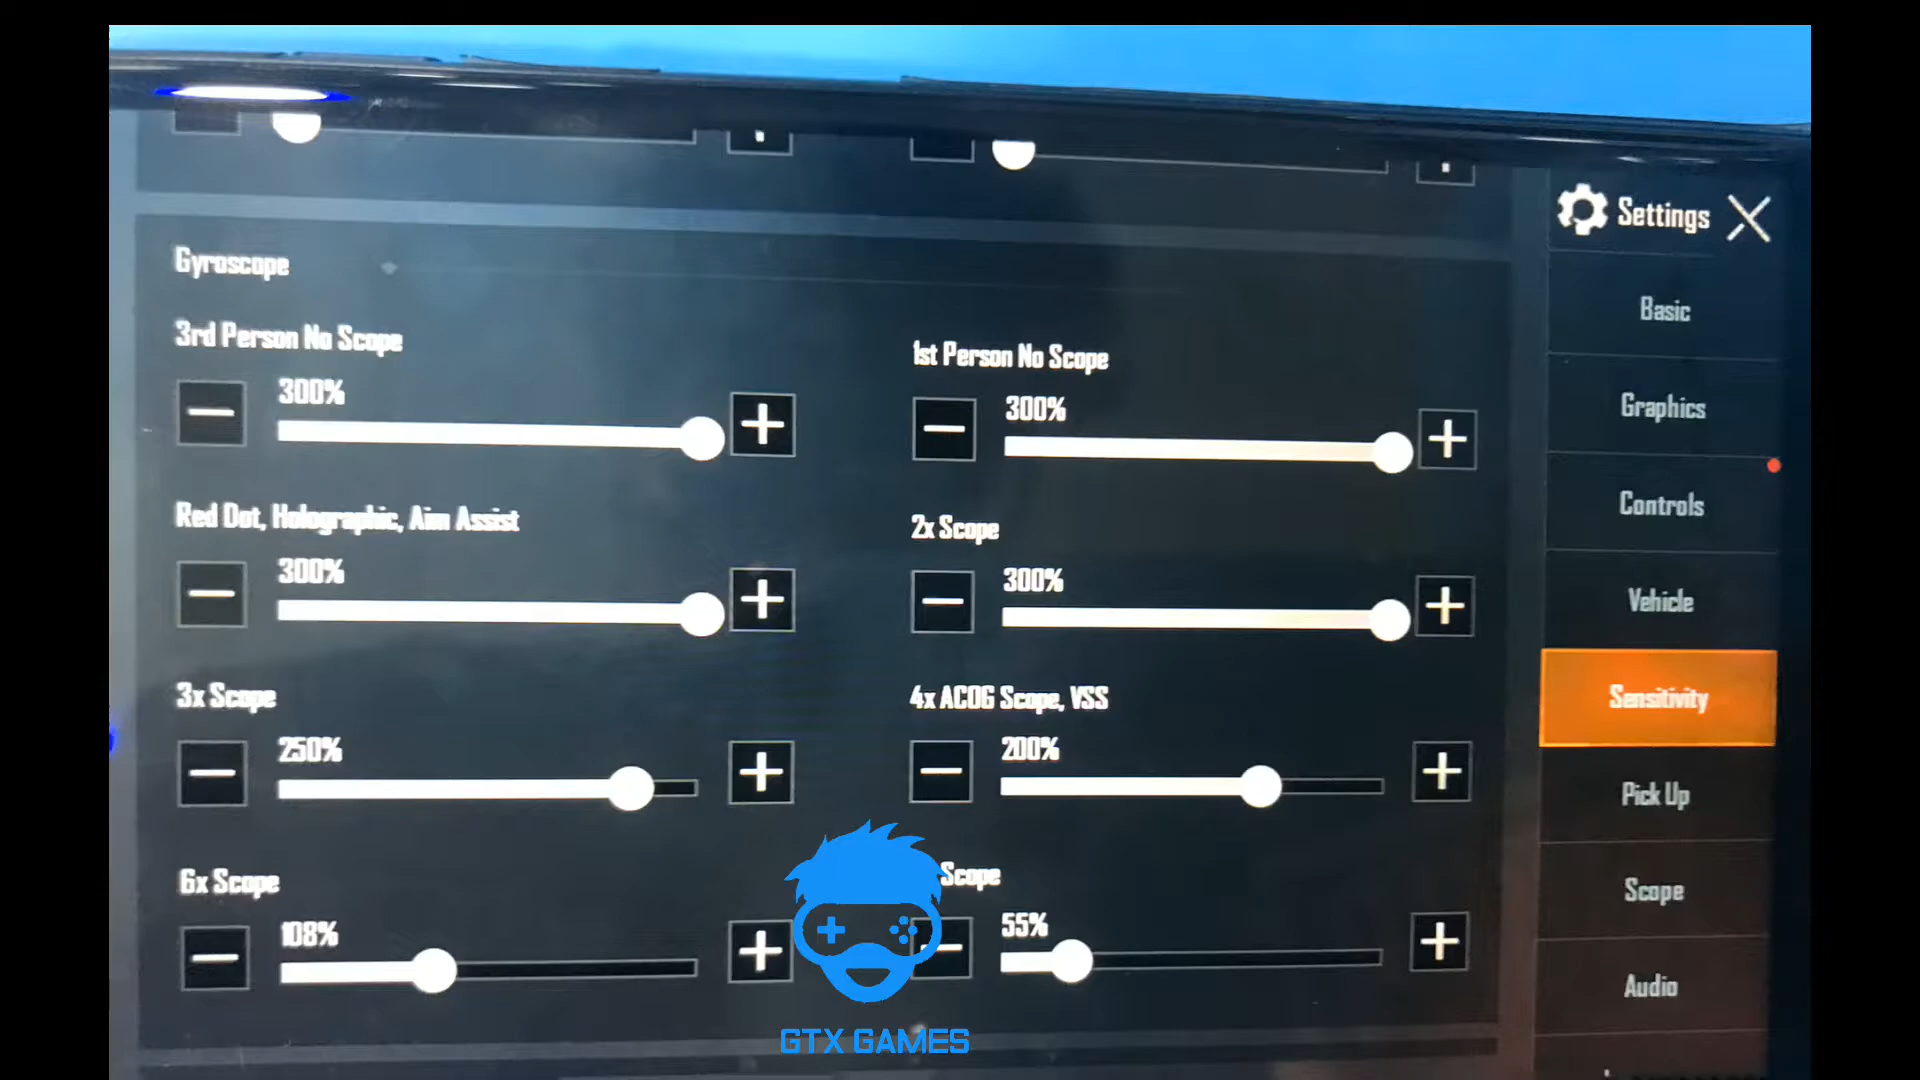 Settings
Gyroscope
Basic
3rd Person No Scope
1st Person No Scope
300%
300%
Graphics
Controls
Red Dot, Holographic, Aim Assist
2x Scope
300%
300%
Vehicle
3x Scope
4x ACOG Scope, VSS
Sensitivity
250%
200%
Pick Up
6x Scope
Scope
Scope
108%
55%
Audio
GTX GAMES